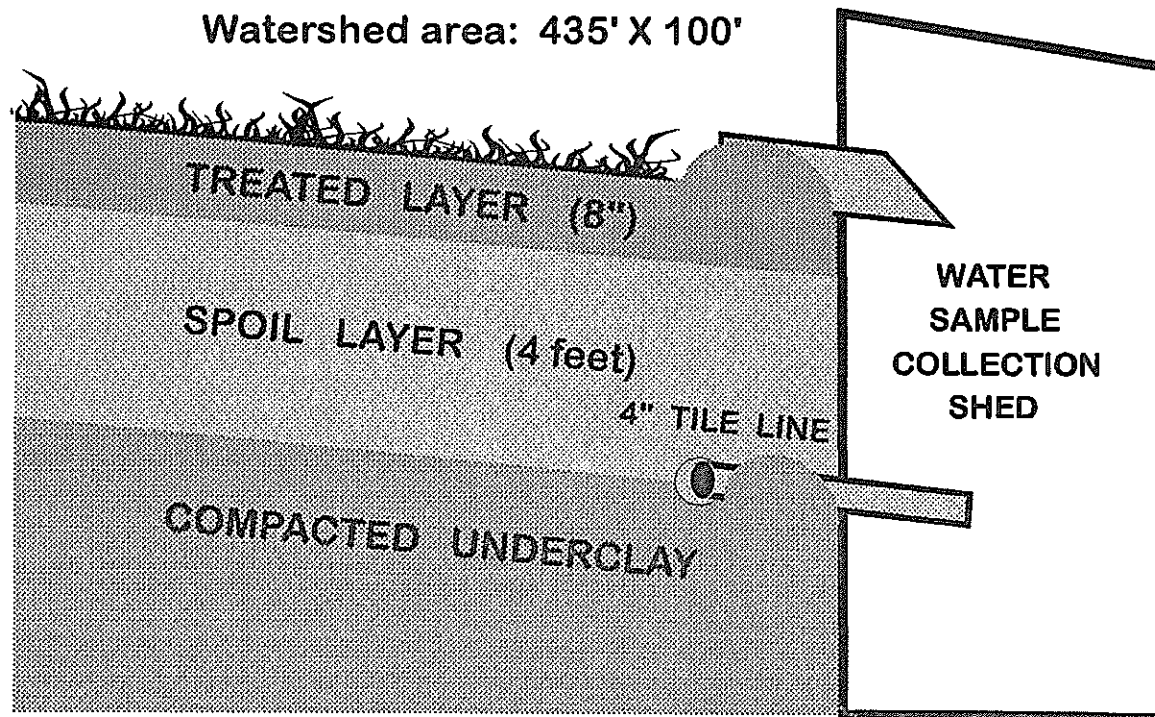 Watershed area: 435' X 100'
TREATED LAYER (8")
SPOIL LAYER (4 feet)
4" TILE LINE
COMPACTED UNDERCLAY
WATER
SAMPLE
COLLECTION
SHED